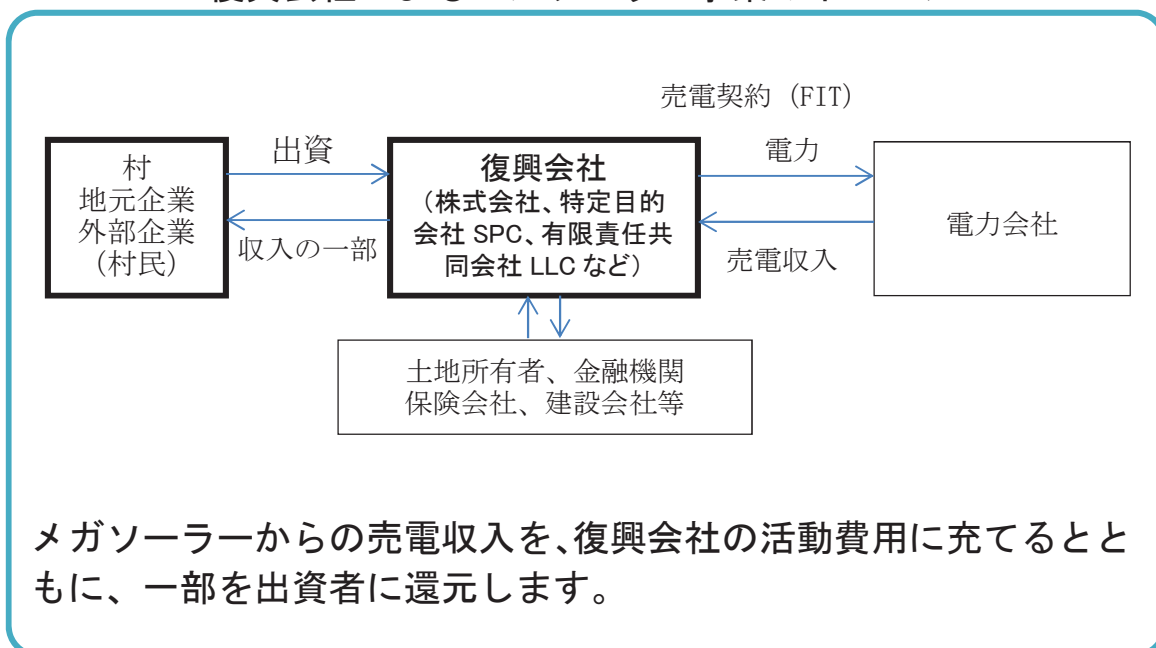 売電契約 (FIT)
出資
電力
村
地元企業
外部企業
(村民)
収入の一部
復興会社
(株式会社、特定目的
会社 SPC、有限責任共
同会社 LLC など)
売電収入
電力会社
土地所有者、金融機関
保険会社、建設会社等
メガソーラーからの売電収入を、復興会社の活動費用に充てるとと
もに、一部を出資者に還元します。